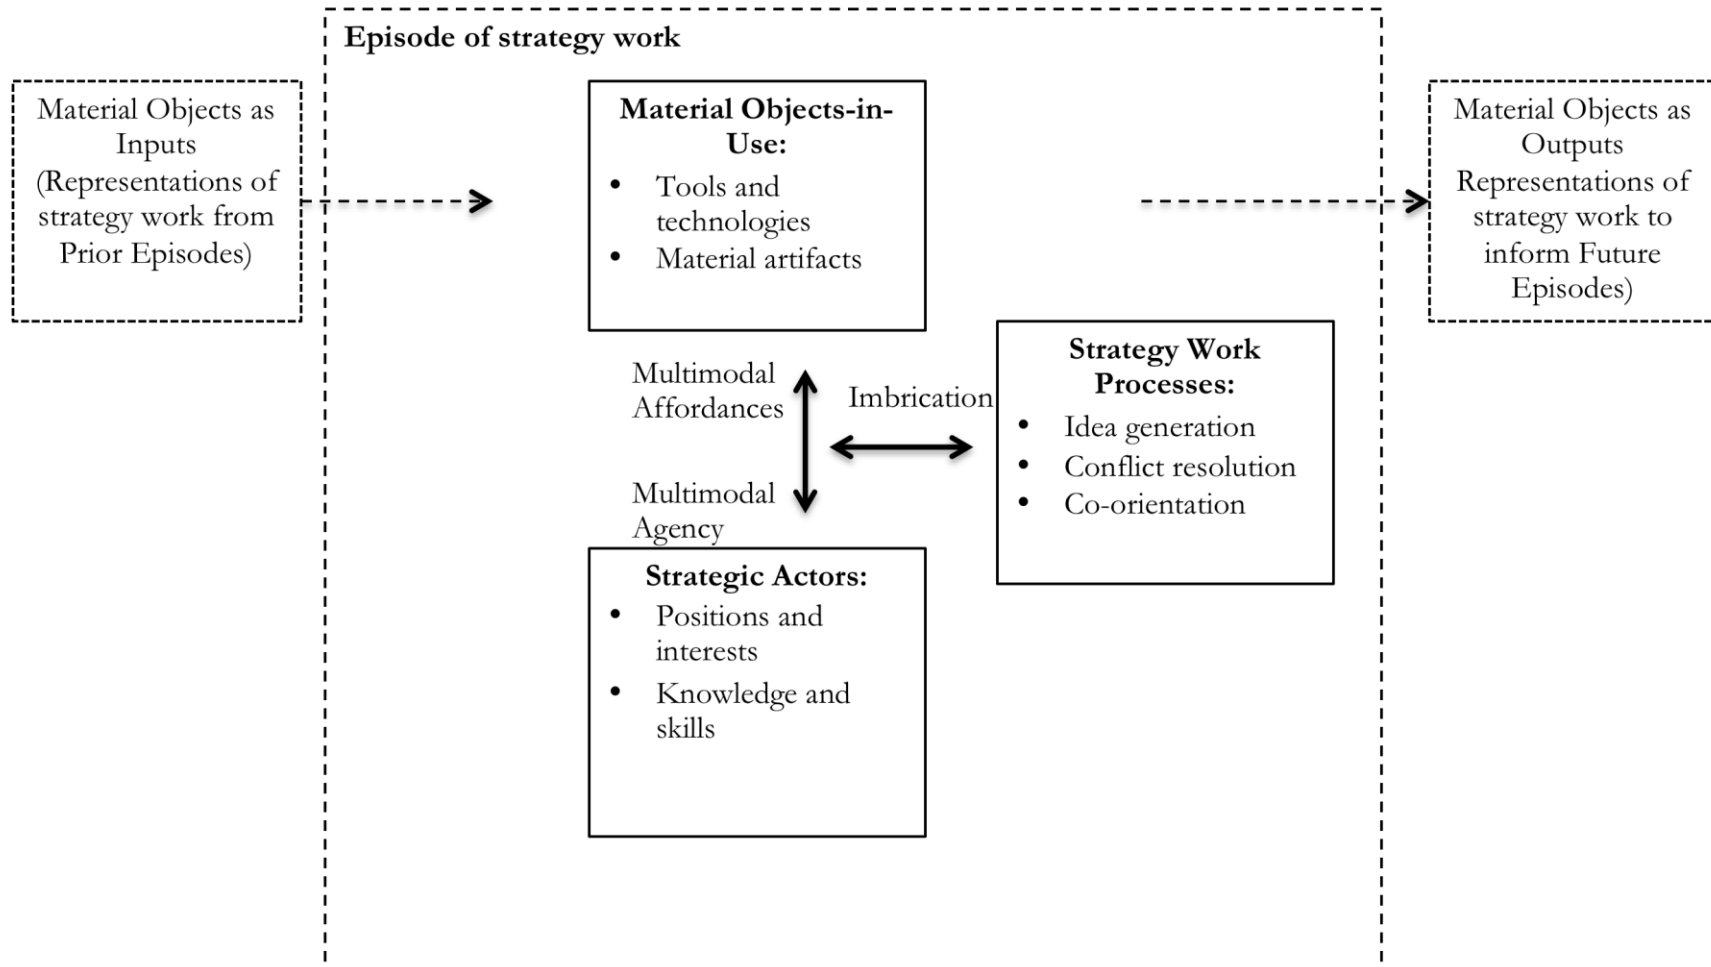 Episode of strategy work
Material Objects as
Inputs
(Representations of
strategy work from
Prior Episodes)
Material Objects-in-
Use:
• Tools and
technologies
• Material artifacts
Material Objects as
Outputs
Representations of
strategy work to
inform Future
Episodes)
Multimodal
Affordances
Imbrication
Multimodal
Agency
Strategy Work
Processes:
• Idea generation
• Conflict resolution
• Co-orientation
Strategic Actors:
• Positions and
interests
• Knowledge and
skills